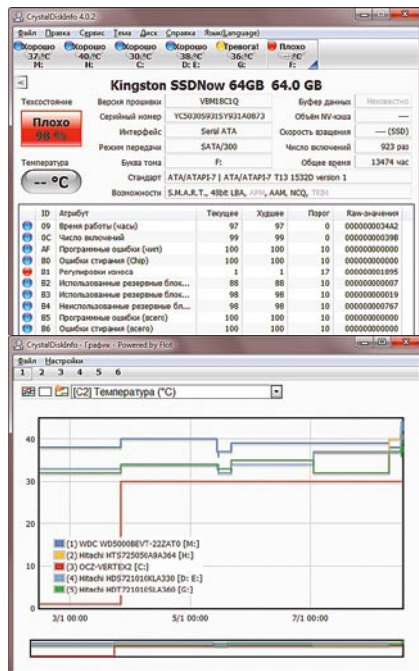 CrystalDiskInfo 4.0.2
Файл Правка Сервис Тема Диск Справка Язык(Language)
Хорошо Хорошо Хорошо Хорошо Тревога! Плохо
37 °C 40 °C 30 °C 38 °C 36 °C -- °C
M: H: C: D: E: G: F:
Kingston SSDNow 64GB 64.0 GB
Техсостояние
Плохо
98 %
Температура
-- °C
Версия прошивки VBM18C1Q Буфер данных Неизвестно
Серийный номер Объём NV-кэша ----
Интерфейс Serial ATA Скорость вращения ---- (SSD)
Режим передачи SATA/300 Число включений 923 раз
Буква тома F: Общее время 13474 час
Стандарт ATA/ATAPI-7 | ATA/ATAPI-7 T13 1532D version 1
Возможности S.M.A.R.T., 48bit LBA, APM, AAM, NCQ, TRIM
ID Атрибут Текущее Худшее Порог Raw-значения
09 Время работы (часы) 97 97 0 0000000034A2
0C Число включений 99 99 0 00000000039B
AF Программные ошибки (чип) 100 100 10 000000000000
B0 Ошибки стирания (Chip) 100 100 10 000000000000
B1 Регулировки износа 1 1 17 000000001895
B2 Использованные резервные блок... 88 88 10 000000000007
B3 Использованные резервные блок... 98 98 10 000000000019
B4 Неиспользованные резервные бл... 98 98 10 000000000767
B5 Программные ошибки (всего) 100 100 10 000000000000
B6 Ошибки стирания (всего) 100 100 10 000000000000
CrystalDiskInfo - График - Powered by Flot
Файл Настройки
1 2 3 4 5 6
[C2] Температура (°C)
40
30
20
10
0
(1) WDC WD5000BEVT-22ZAT0 [M:]
(2) Hitachi HTS725050A9A364 [H:]
(3) OCZ-VERTEX2 [C:]
(4) Hitachi HDT721010KLA330 [D: E:]
(5) Hitachi HDT721010SLA360 [G:]
3/1 00:00 5/1 00:00 7/1 00:00